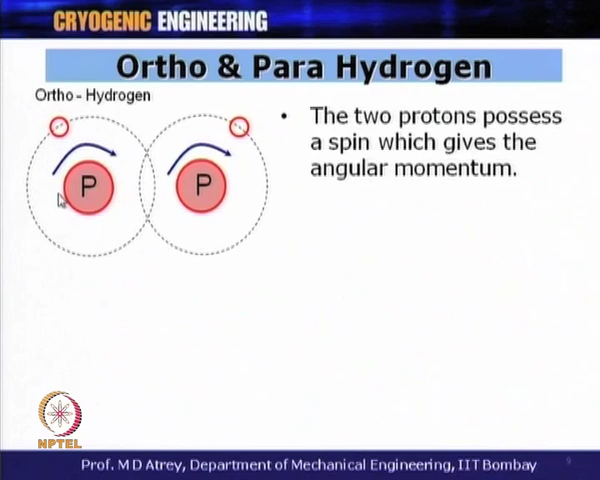 CRYOGENIC ENGINEERING
Ortho & Para Hydrogen
Ortho - Hydrogen
P
P
• The two protons possess
a spin which gives the
angular momentum.
NPTEL
Prof. M D Atrey, Department of Mechanical Engineering, IIT Bombay
9